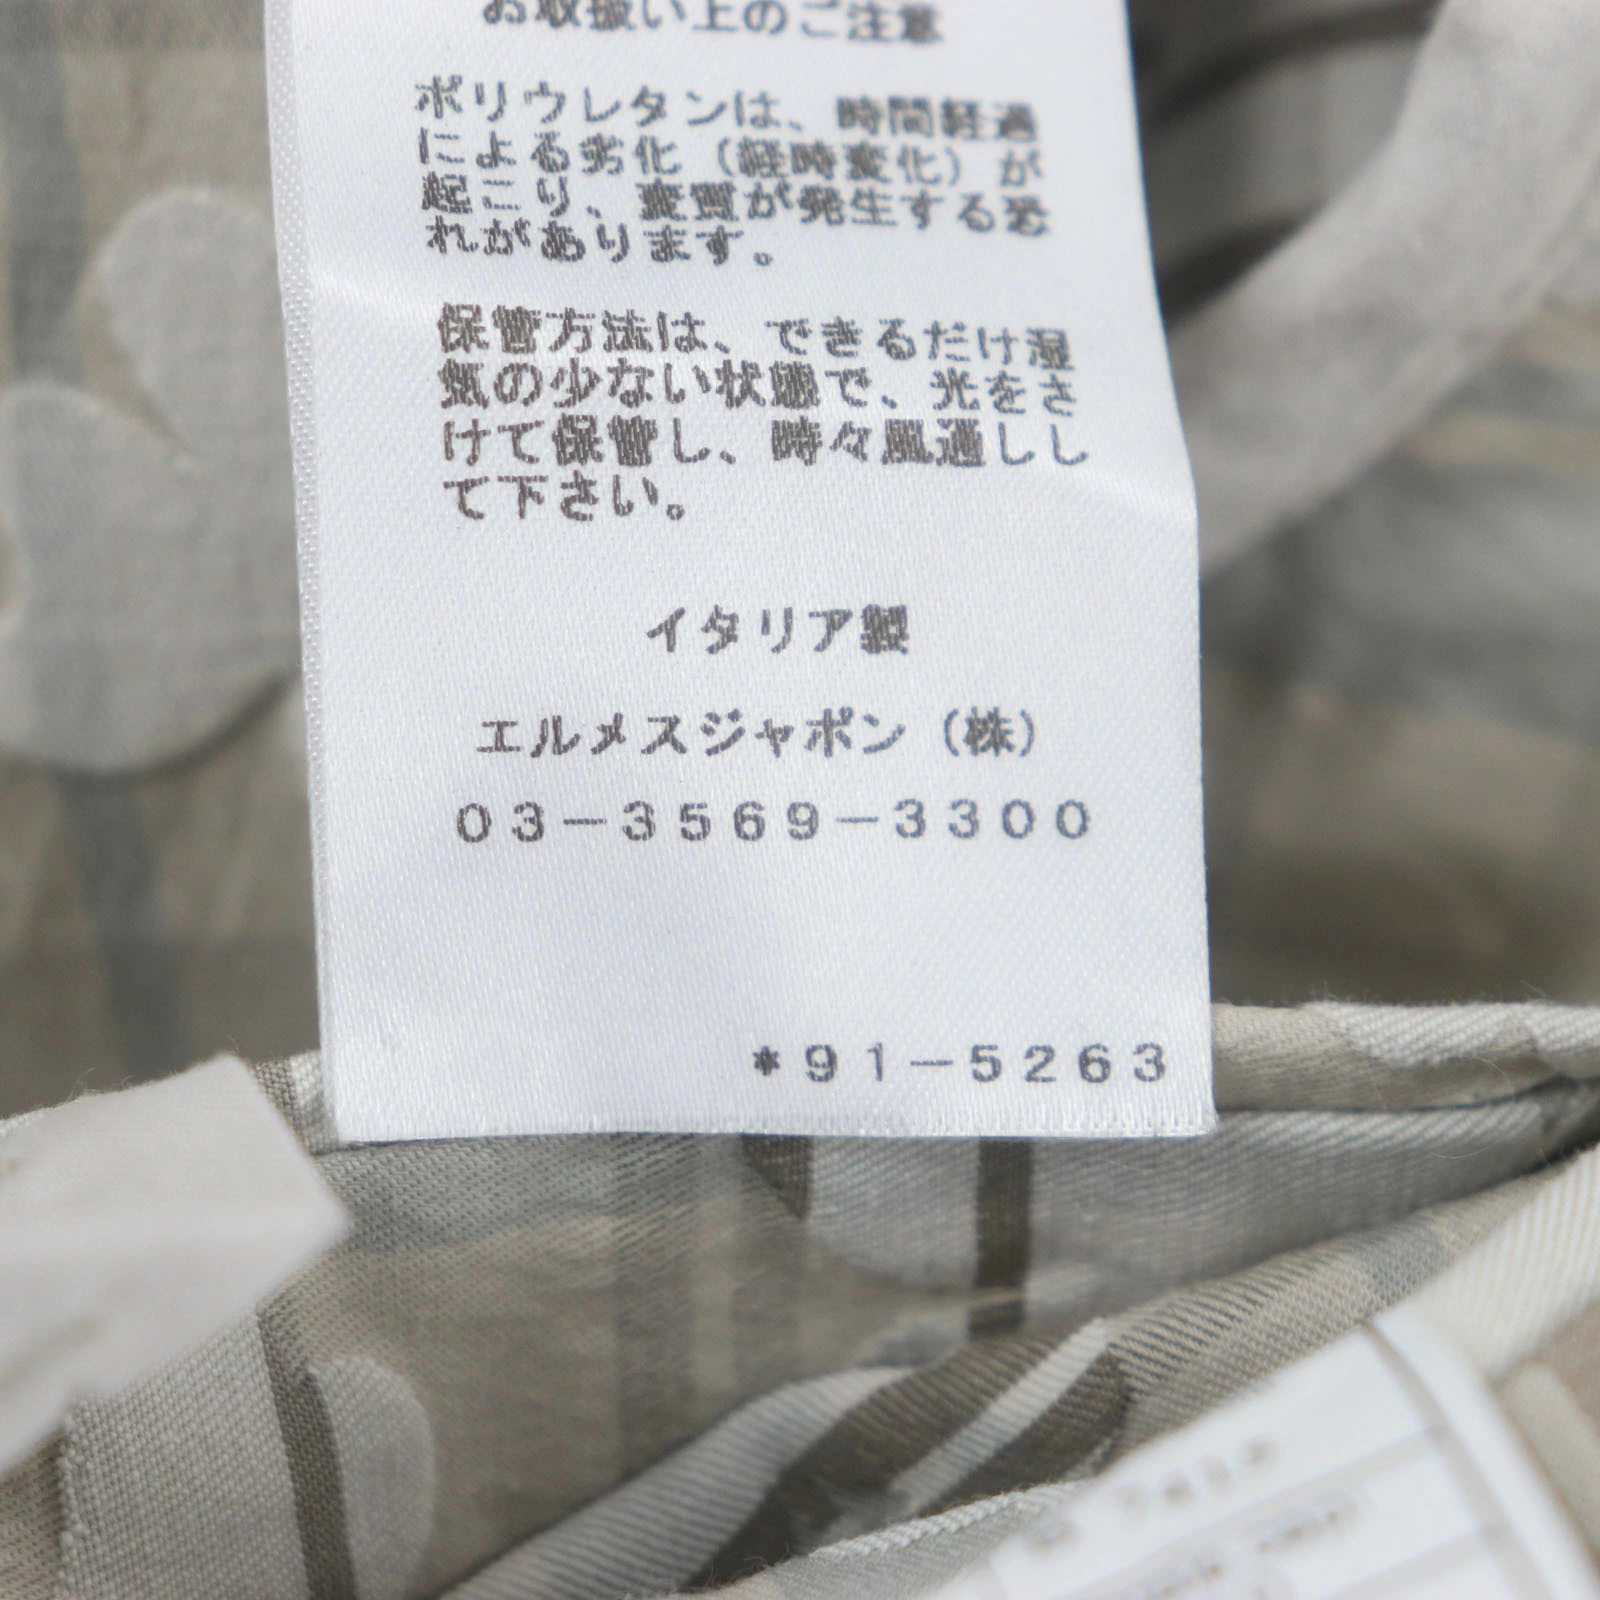 お取扱い上のご注意
ポリウレタンは、時間経過
による劣化（経時変化）が
起こり、変質が発生する恐
れがあります。
保管方法は、できるだけ湿
気の少ない状態で、光をさ
けて保管し、時々風通しし
て下さい。
イタリア製
エルメスジャポン（株）
03-3569-3300
*91-5263